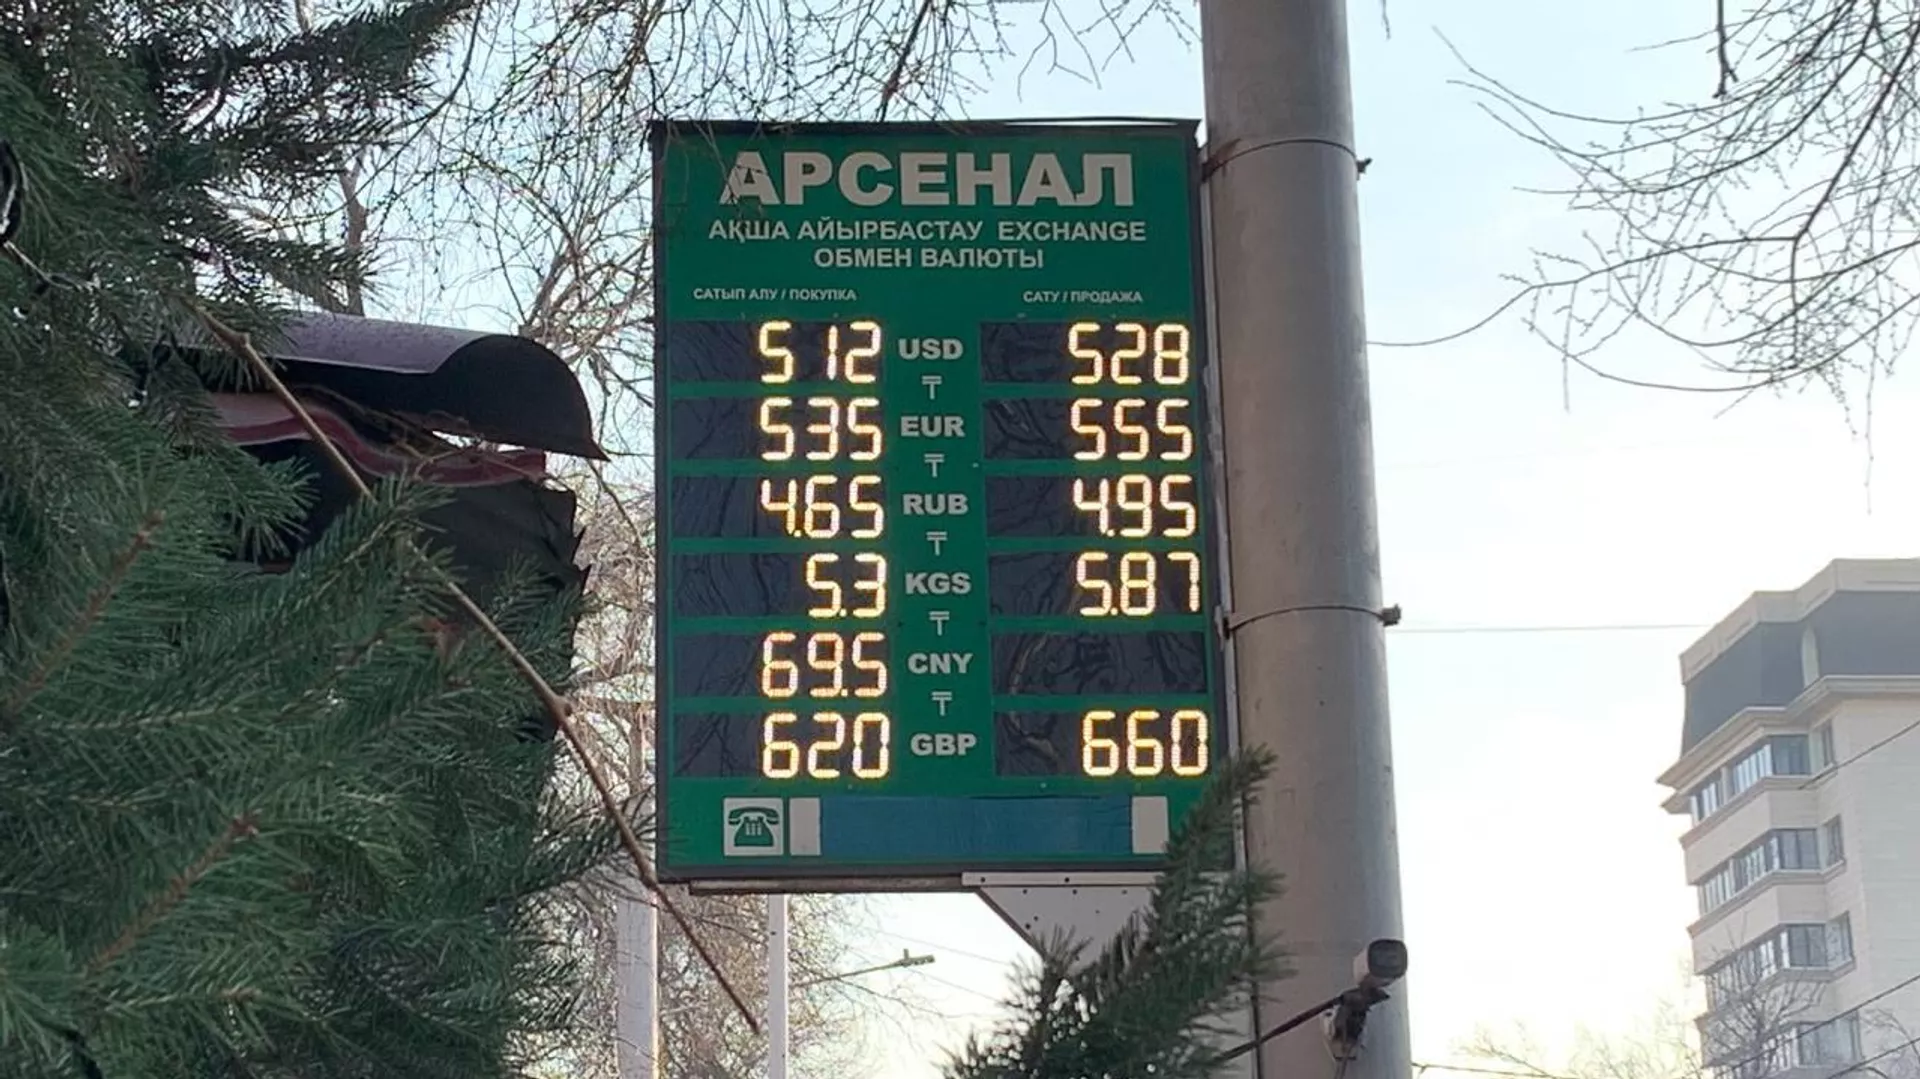 АРСЕНАЛ
АҚША АЙЫРБАСТАУ EXCHANGE
ОБМЕН ВАЛЮТЫ
САТЫП АЛУ / ПОКУПКА САТУ / ПРОДАЖА
512 USD 528
₸
535 EUR 555
₸
4.65 RUB 4.95
₸
5.3 KGS 5.87
₸
69.5 CNY
₸
620 GBP 660